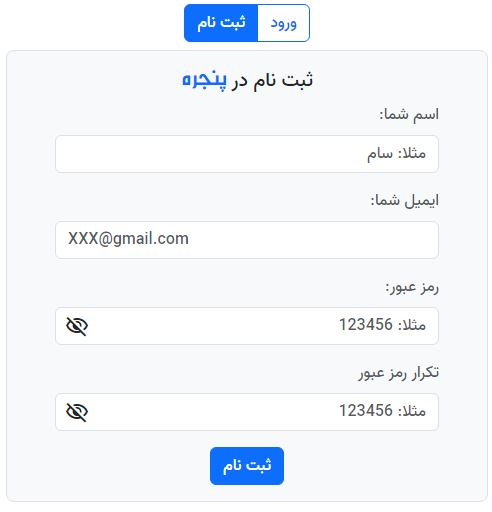 ورود ثبت نام
ثبت نام در پنجره
اسم شما:
مثلا: سام
ایمیل شما:
XXX@gmail.com
رمز عبور:
مثلا: 123456
تکرار رمز عبور
مثلا: 123456
ثبت نام